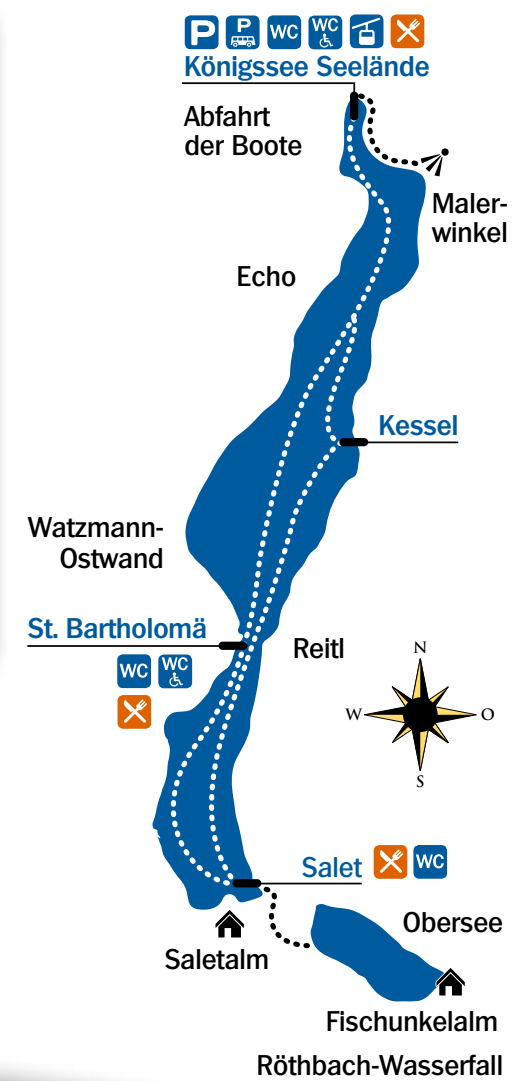 P P WC WC
Königssee Seelände
Abfahrt
der Boote
Maler-
winkel
Echo
Kessel
Watzmann-
Ostwand
St. Bartholomä
WC WC
Reitl
N
W O
S
Salet WC
Obersee
Saletalm
Fischunkelalm
Röthbach-Wasserfall